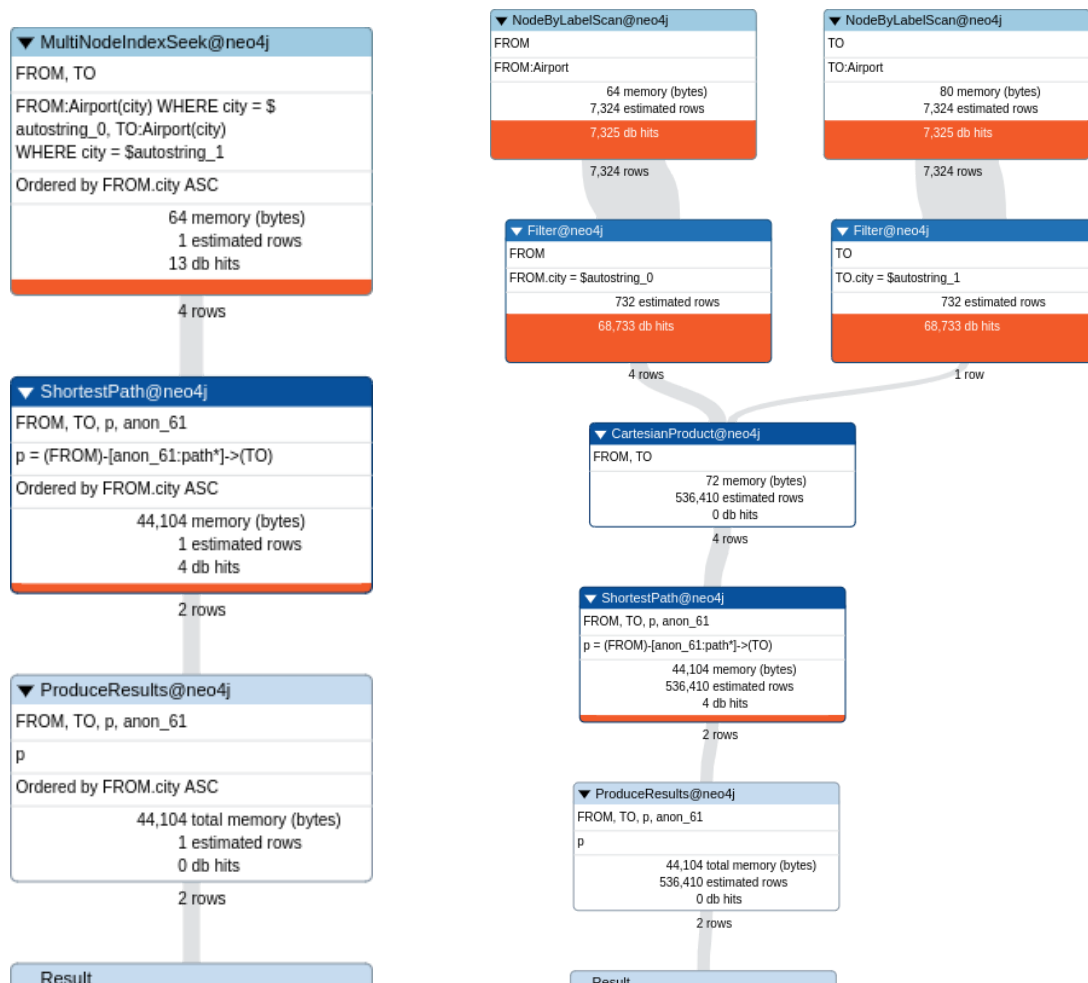 MultiNodeIndexSeek@neo4j
FROM, TO
FROM:Airport(city) WHERE city = $
autostring_0, TO:Airport(city)
WHERE city = $autostring_1
Ordered by FROM.city ASC
64 memory (bytes)
1 estimated rows
13 db hits
4 rows
ShortestPath@neo4j
FROM, TO, p, anon_61
p = (FROM)-[anon_61:path*]->(TO)
Ordered by FROM.city ASC
44,104 memory (bytes)
1 estimated rows
4 db hits
2 rows
ProduceResults@neo4j
FROM, TO, p, anon_61
p
Ordered by FROM.city ASC
44,104 total memory (bytes)
1 estimated rows
0 db hits
2 rows
Result
NodeByLabelScan@neo4j
FROM
FROM:Airport
64 memory (bytes)
7,324 estimated rows
7,325 db hits
7,324 rows
Filter@neo4j
FROM
FROM.city = $autostring_0
732 estimated rows
68,733 db hits
4 rows
NodeByLabelScan@neo4j
TO
TO:Airport
80 memory (bytes)
7,324 estimated rows
7,325 db hits
7,324 rows
Filter@neo4j
TO
TO.city = $autostring_1
732 estimated rows
68,733 db hits
1 row
CartesianProduct@neo4j
FROM, TO
72 memory (bytes)
536,410 estimated rows
0 db hits
4 rows
ShortestPath@neo4j
FROM, TO, p, anon_61
p = (FROM)-[anon_61:path*]->(TO)
44,104 memory (bytes)
536,410 estimated rows
4 db hits
2 rows
ProduceResults@neo4j
FROM, TO, p, anon_61
p
44,104 total memory (bytes)
536,410 estimated rows
0 db hits
2 rows
Result